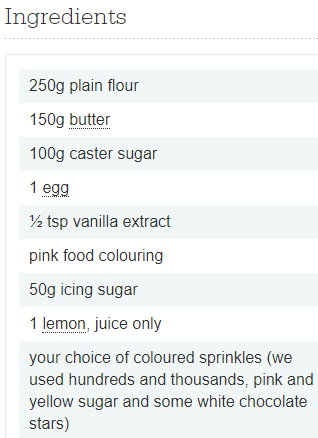 Ingredients
250g plain flour
150g butter
100g caster sugar
1 egg
½ tsp vanilla extract
pink food colouring
50g icing sugar
1 lemon, juice only
your choice of coloured sprinkles (we
used hundreds and thousands, pink and
yellow sugar and some white chocolate
stars)